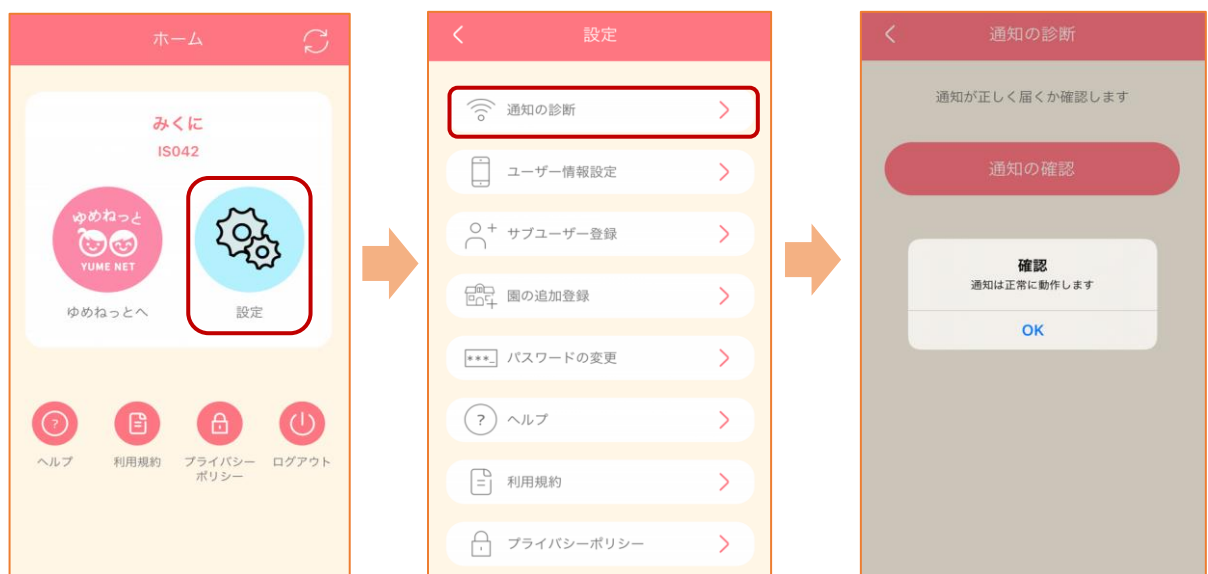 ホーム
みくに
IS042
ゆめねっと
YUME NET
ゆめねっとへ
設定
?
ヘルプ
利用規約
プライバシー
ポリシー
ログアウト
設定
通知の診断
ユーザー情報設定
サブユーザー登録
園の追加登録
***_
パスワードの変更
?
ヘルプ
利用規約
プライバシーポリシー
通知の診断
通知が正しく届くか確認します
通知の確認
確認
通知は正常に動作します
OK